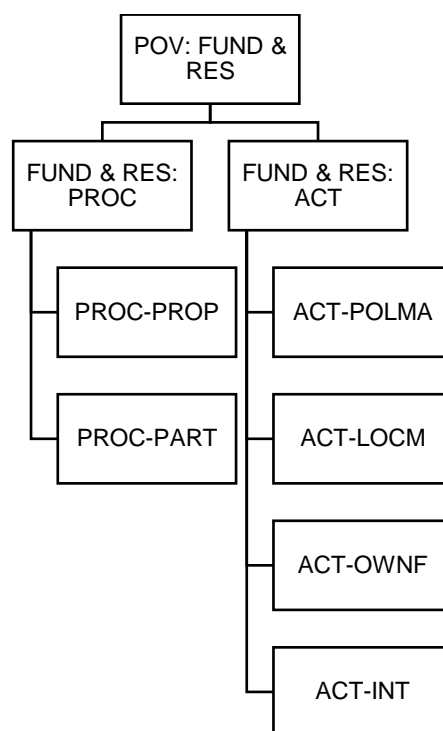 POV: FUND &
RES
FUND & RES:
PROC
FUND & RES:
ACT
PROC-PROP
ACT-POLMA
PROC-PART
ACT-LOCM
ACT-OWNF
ACT-INT